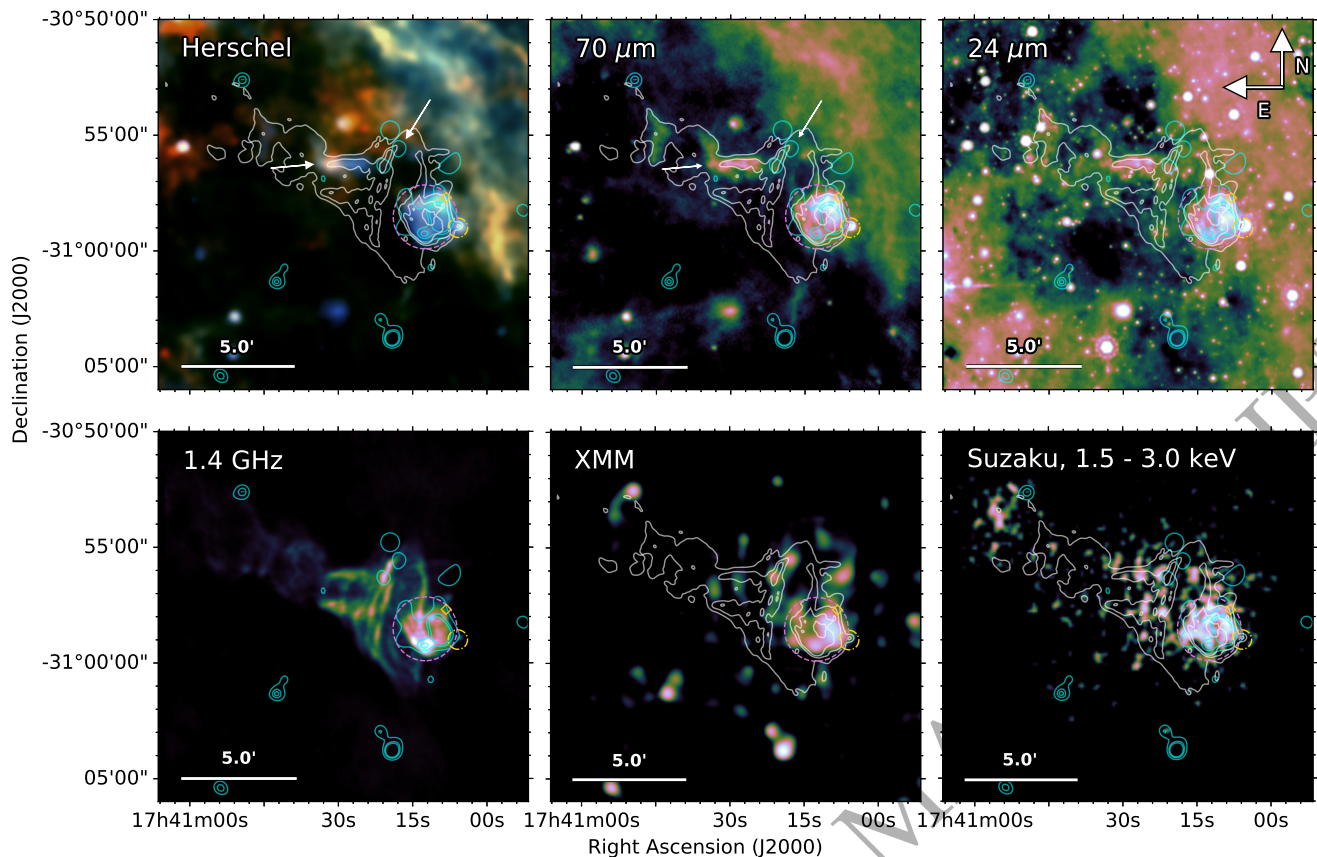 Herschel
70 μm
24 μm
N
E
-30°50'00"
55'00"
-31°00'00"
05'00"
5.0'
5.0'
5.0'
Declination (J2000)
1.4 GHz
XMM
Suzaku, 1.5 - 3.0 keV
-30°50'00"
55'00"
-31°00'00"
05'00"
5.0'
5.0'
5.0'
17h41m00s 30s 15s 00s 17h41m00s 30s 15s 00s 17h41m00s 30s 15s 00s
Right Ascension (J2000)